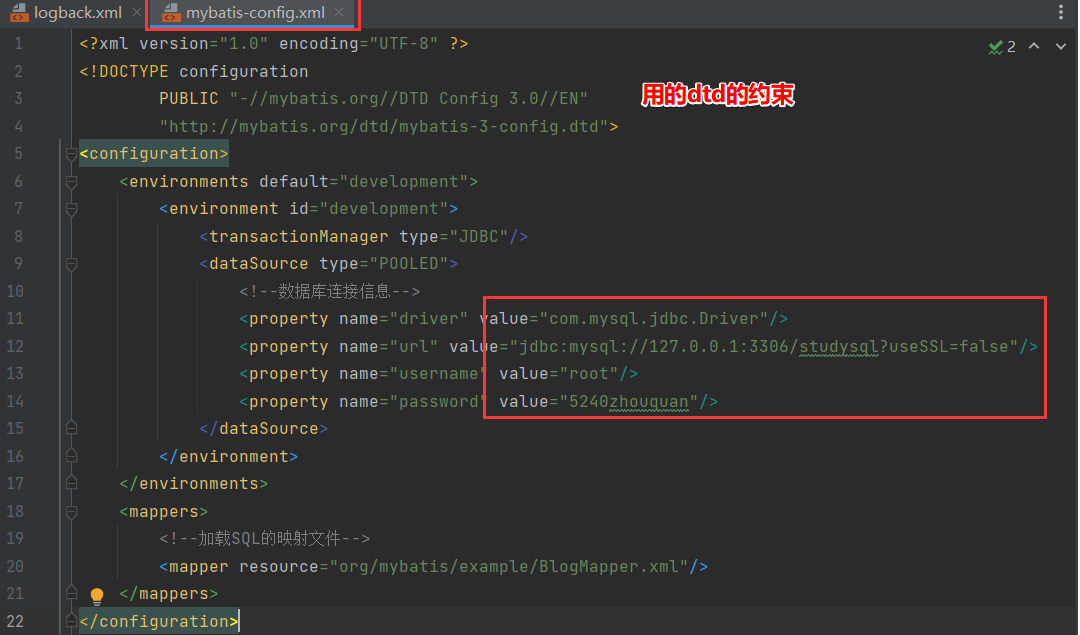 logback.xml mybatis-config.xml
1 <?xml version="1.0" encoding="UTF-8" ?> 2
2 <!DOCTYPE configuration
3 PUBLIC "-//mybatis.org//DTD Config 3.0//EN" 用的dtd的约束
4 "http://mybatis.org/dtd/mybatis-3-config.dtd">
5 <configuration>
6 <environments default="development">
7 <environment id="development">
8 <transactionManager type="JDBC"/>
9 <dataSource type="POOLED">
10 <!--数据库连接信息-->
11 <property name="driver" value="com.mysql.jdbc.Driver"/>
12 <property name="url" value="jdbc:mysql://127.0.0.1:3306/studysql?useSSL=false"/>
13 <property name="username" value="root"/>
14 <property name="password" value="5240zhouquan"/>
15 </dataSource>
16 </environment>
17 </environments>
18 <mappers>
19 <!--加载SQL的映射文件-->
20 <mapper resource="org/mybatis/example/BlogMapper.xml"/>
21 </mappers>
22 </configuration>